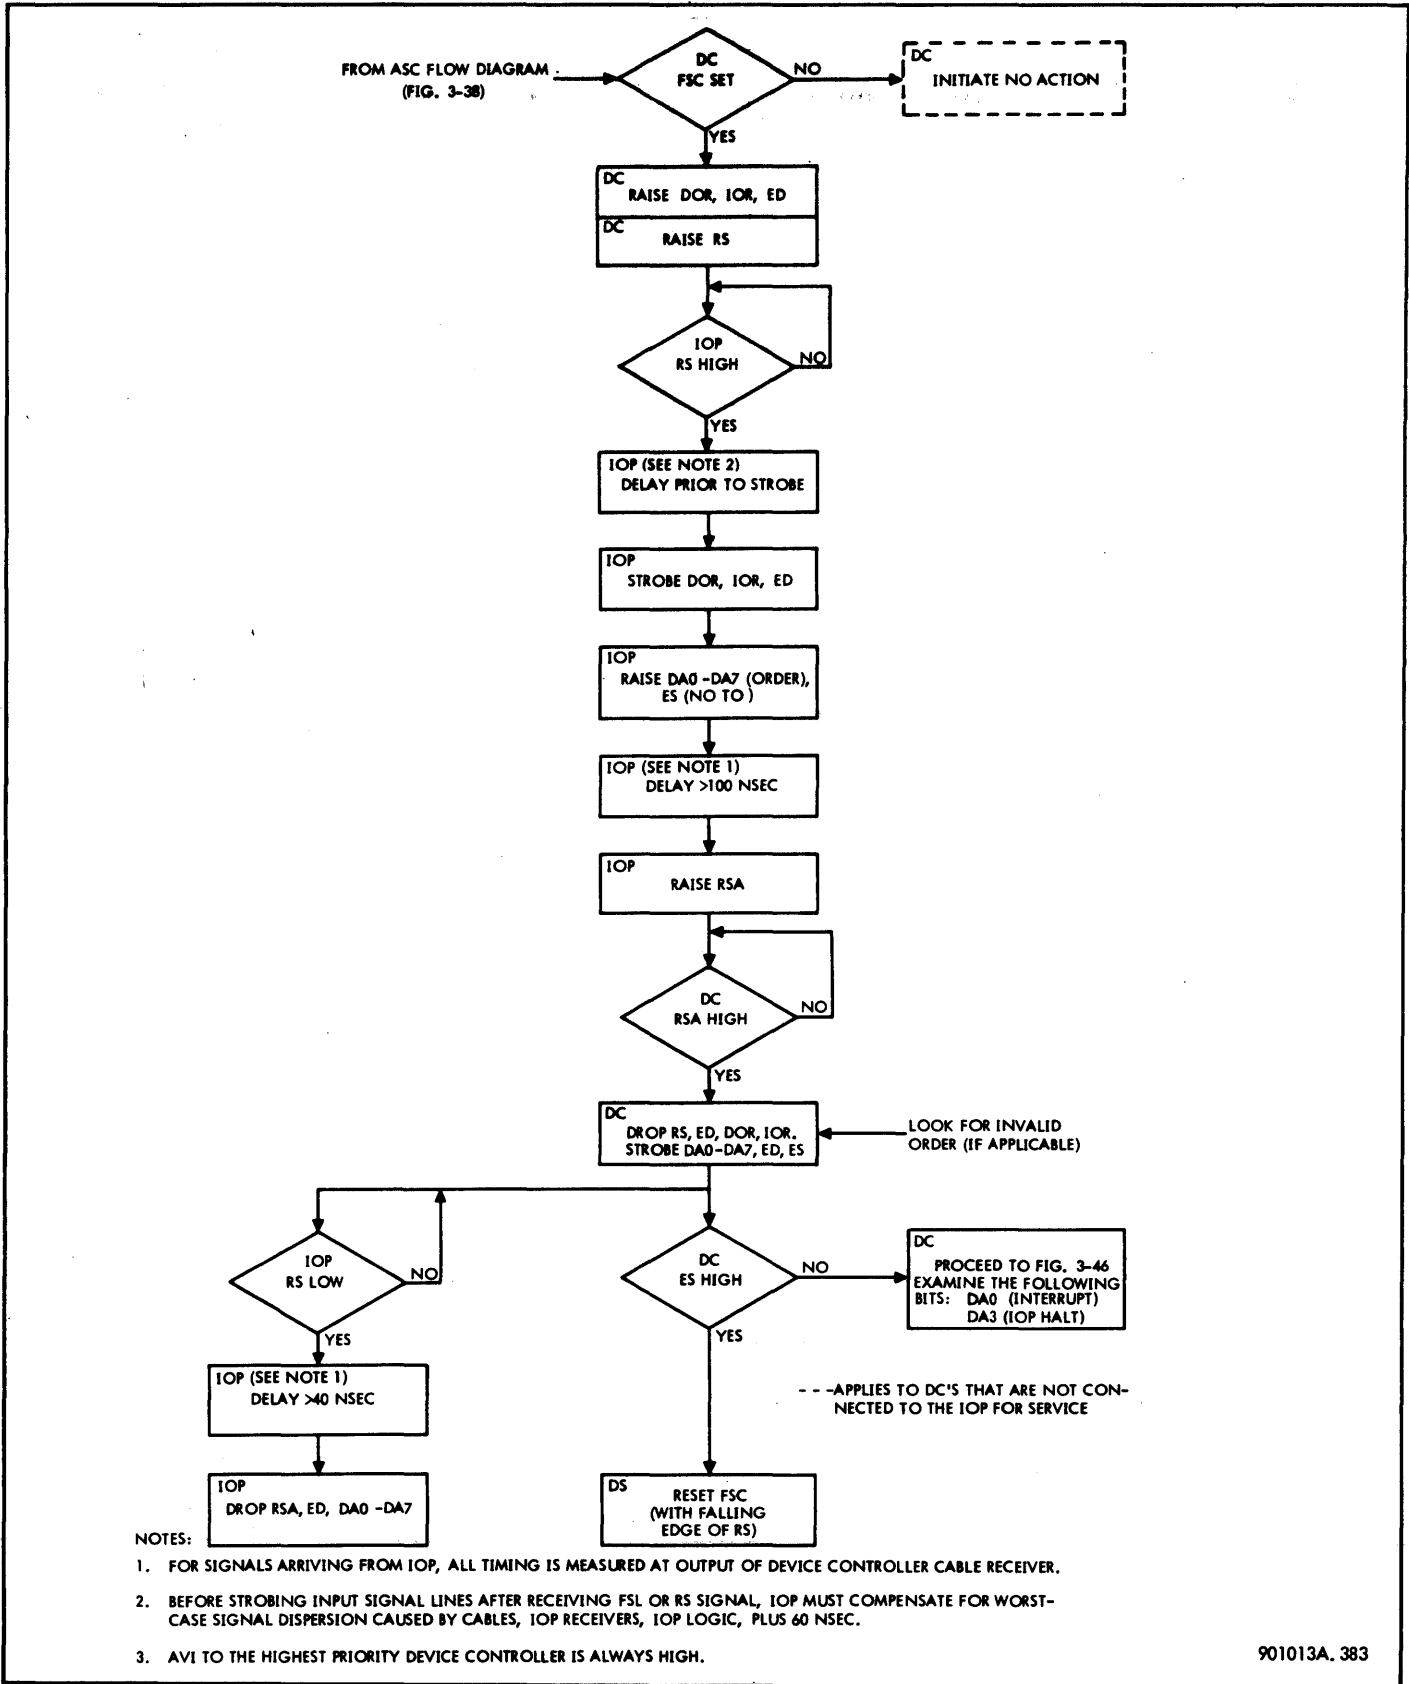 FROM ASC FLOW DIAGRAM
(FIG. 3-38)
DC
FSC SET
NO
DC
INITIATE NO ACTION
YES
DC
RAISE DOR, IOR, ED
DC
RAISE RS
IOP
RS HIGH
NO
YES
IOP (SEE NOTE 2)
DELAY PRIOR TO STROBE
IOP
STROBE DOR, IOR, ED
IOP
RAISE DA0-DA7 (ORDER),
ES (NO TO)
IOP (SEE NOTE 1)
DELAY >100 NSEC
IOP
RAISE RSA
DC
RSA HIGH
NO
YES
DC
DROP RS, ED, DOR, IOR.
STROBE DA0-DA7, ED, ES
LOOK FOR INVALID
ORDER (IF APPLICABLE)
IOP
RS LOW
NO
YES
DC
ES HIGH
NO
YES
DC
PROCEED TO FIG. 3-46
EXAMINE THE FOLLOWING
BITS: DA0 (INTERRUPT)
DA3 (IOP HALT)
IOP (SEE NOTE 1)
DELAY >40 NSEC
- - -APPLIES TO DC'S THAT ARE NOT CON-
NECTED TO THE IOP FOR SERVICE
IOP
DROP RSA, ED, DA0-DA7
DS
RESET FSC
(WITH FALLING
EDGE OF RS)
NOTES:
1. FOR SIGNALS ARRIVING FROM IOP, ALL TIMING IS MEASURED AT OUTPUT OF DEVICE CONTROLLER CABLE RECEIVER.
2. BEFORE STROBING INPUT SIGNAL LINES AFTER RECEIVING FSL OR RS SIGNAL, IOP MUST COMPENSATE FOR WORST-
CASE SIGNAL DISPERSION CAUSED BY CABLES, IOP RECEIVERS, IOP LOGIC, PLUS 60 NSEC.
3. AVI TO THE HIGHEST PRIORITY DEVICE CONTROLLER IS ALWAYS HIGH.
901013A. 383